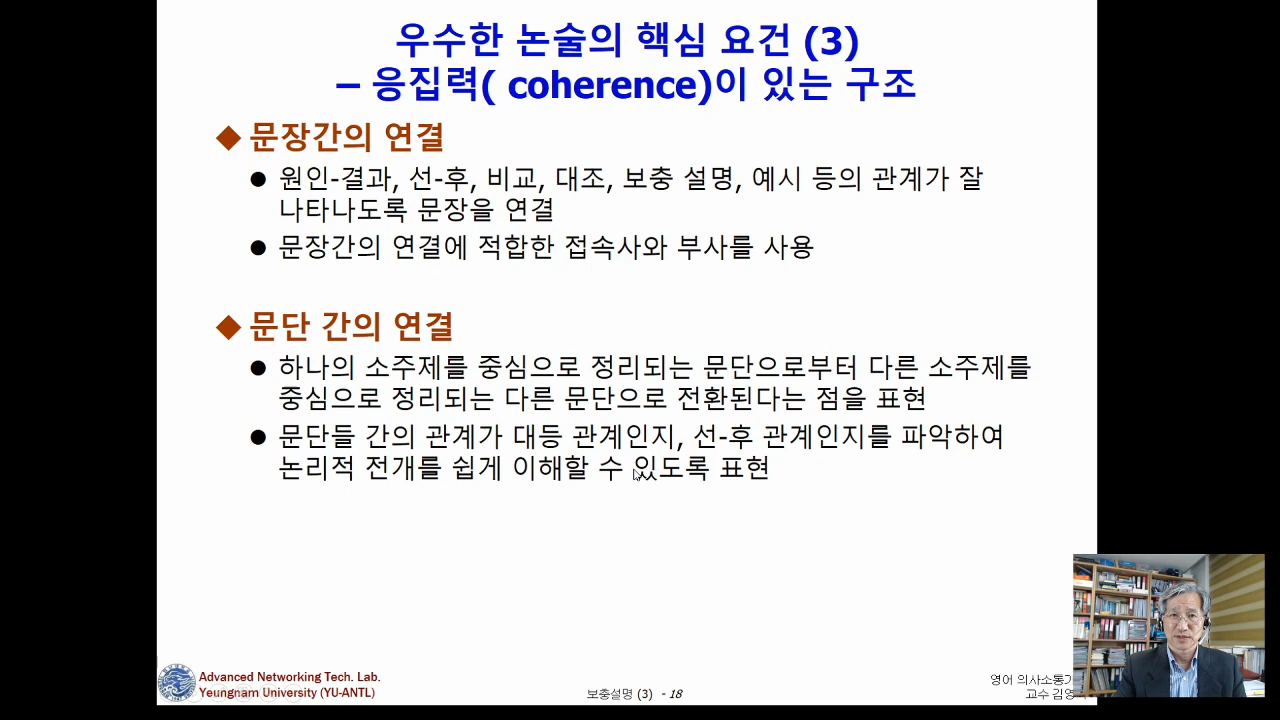 우수한 논술의 핵심 요건 (3)
– 응집력( coherence)이 있는 구조
문장간의 연결
원인-결과, 선-후, 비교, 대조, 보충 설명, 예시 등의 관계가 잘
나타나도록 문장을 연결
문장간의 연결에 적합한 접속사와 부사를 사용
문단 간의 연결
하나의 소주제를 중심으로 정리되는 문단으로부터 다른 소주제를
중심으로 정리되는 다른 문단으로 전환된다는 점을 표현
문단들 간의 관계가 대등 관계인지, 선-후 관계인지를 파악하여
논리적 전개를 쉽게 이해할 수 있도록 표현
Advanced Networking Tech. Lab.
Yeungnam University (YU-ANTL)
보충설명 (3) - 18
영어 의사소통
교수 김영